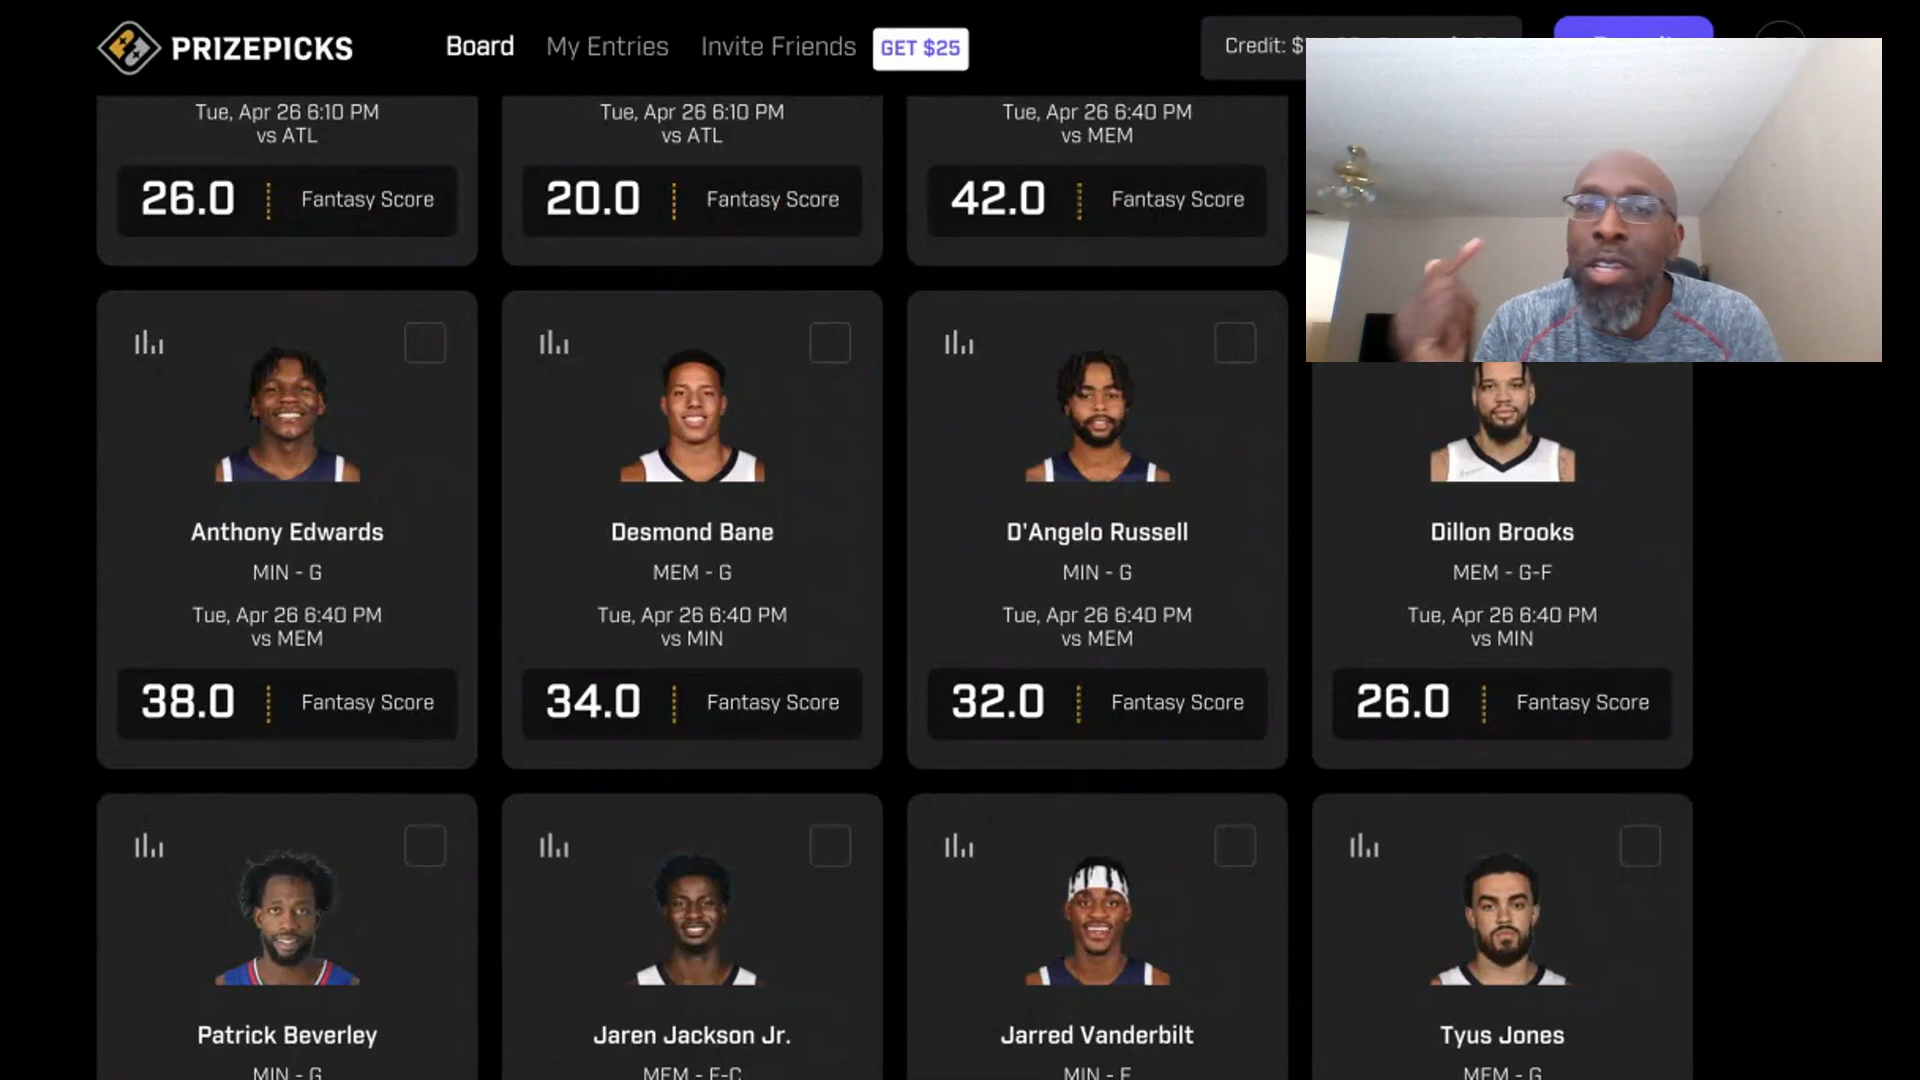 PRIZEPICKS
Board
My Entries
Invite Friends
GET $25
Credit: $
Tue, Apr 26 6:10 PM
vs ATL
26.0
Fantasy Score
Tue, Apr 26 6:10 PM
vs ATL
20.0
Fantasy Score
Tue, Apr 26 6:40 PM
vs MEM
42.0
Fantasy Score
Anthony Edwards
MIN - G
Tue, Apr 26 6:40 PM
vs MEM
38.0
Fantasy Score
Desmond Bane
MEM - G
Tue, Apr 26 6:40 PM
vs MIN
34.0
Fantasy Score
D'Angelo Russell
MIN - G
Tue, Apr 26 6:40 PM
vs MEM
32.0
Fantasy Score
Dillon Brooks
MEM - G-F
Tue, Apr 26 6:40 PM
vs MIN
26.0
Fantasy Score
Patrick Beverley
MIN - G
Jaren Jackson Jr.
MEM - F-C
Jarred Vanderbilt
MIN - F
Tyus Jones
MEM - G